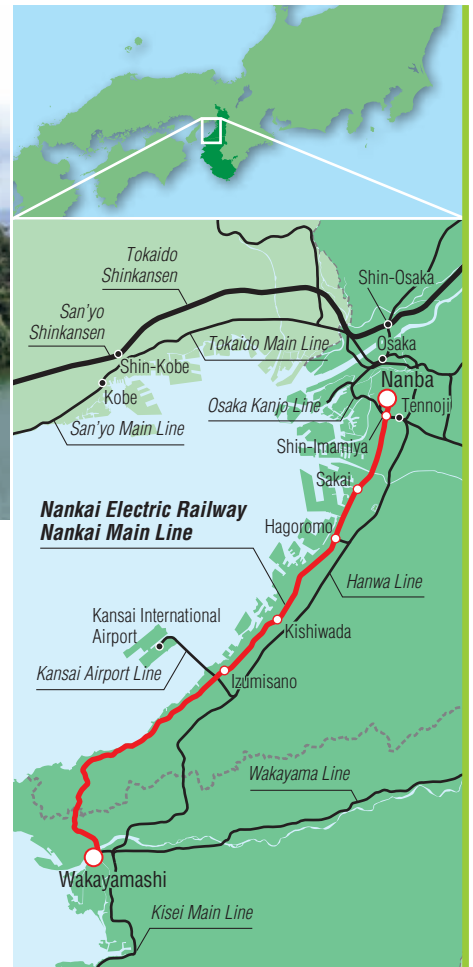 Tokaido
Shinkansen
Shin-Osaka
San'yo
Shinkansen
Tokaido Main Line
Osaka
Shin-Kobe
Nanba
Kobe
Osaka Kanjo Line
Tennoji
San'yo Main Line
Shin-Imamiya
Sakai
Nankai Electric Railway
Nankai Main Line
Hagoromo
Hanwa Line
Kansai International
Airport
Kishiwada
Kansai Airport Line
Izumisano
Wakayama Line
Wakayamashi
Kisei Main Line